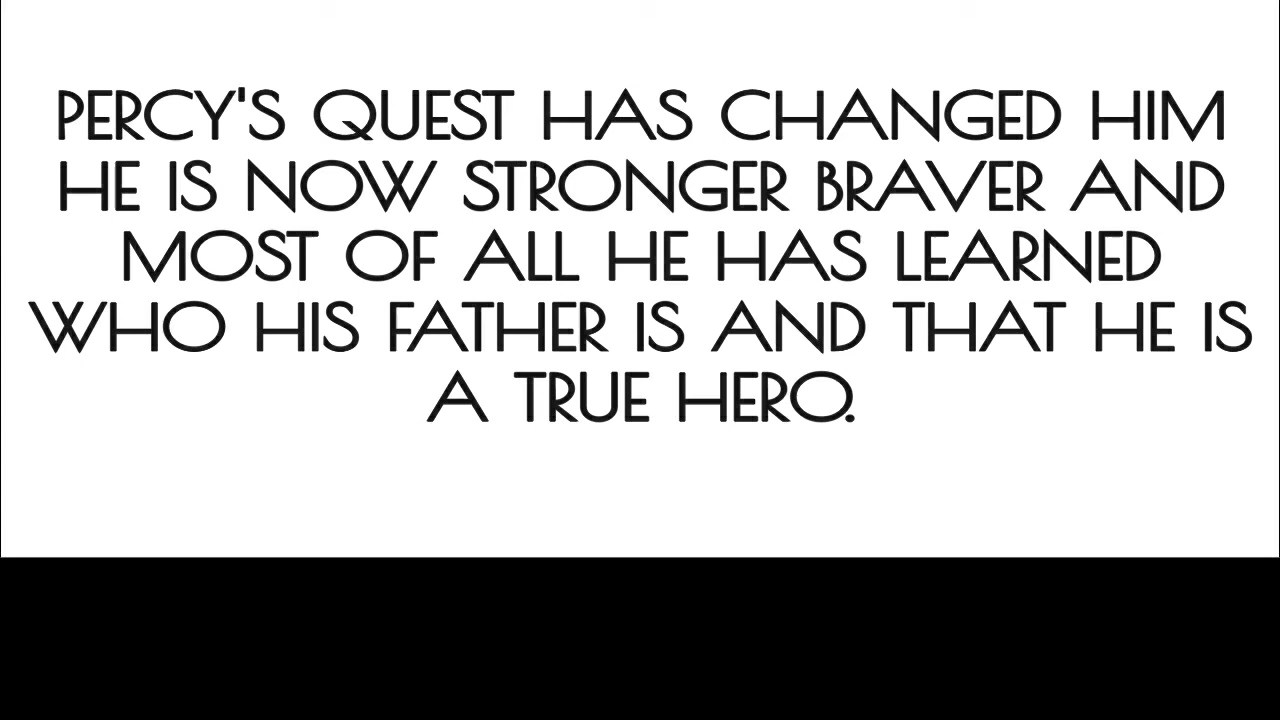 PERCY'S QUEST HAS CHANGED HIM
HE IS NOW STRONGER BRAVER AND
MOST OF ALL HE HAS LEARNED
WHO HIS FATHER IS AND THAT HE IS
A TRUE HERO.